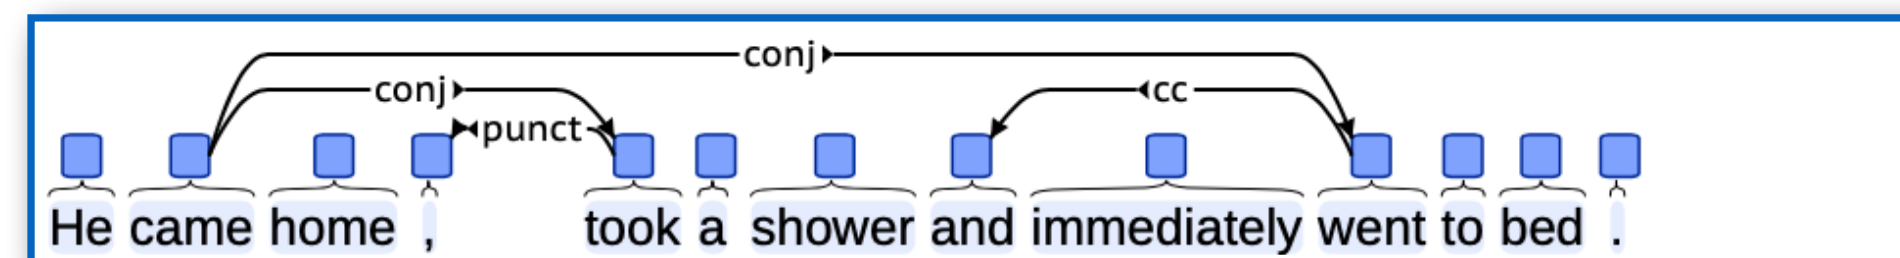 conj
conj cc
punct
He came home , took a shower and immediately went to bed .